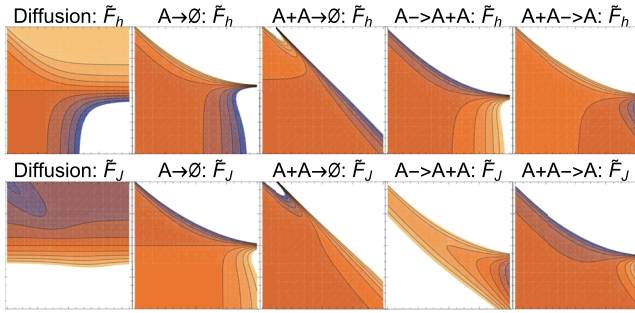 Diffusion: F̃h A→Ø: F̃h A+A→Ø: F̃h A−>A+A: F̃h A+A−>A: F̃h
Diffusion: F̃J A→Ø: F̃J A+A→Ø: F̃J A−>A+A: F̃J A+A−>A: F̃J